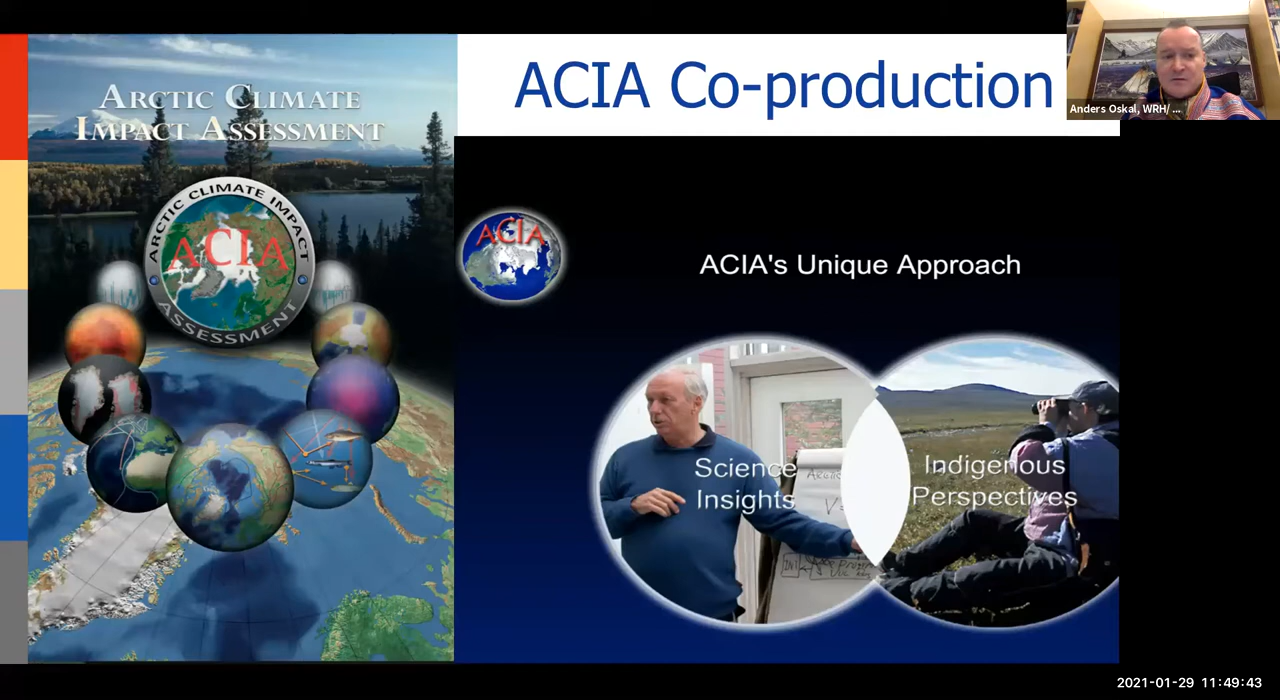 ARCTIC CLIMATE
IMPACT ASSESSMENT
ARCTIC CLIMATE IMPACT
ACIA
ASSESSMENT
ACIA Co-production
Anders Oskal, WRH/ ...
ACIA
ACIA's Unique Approach
Science
Insights
Indigenous
Perspectives
2021-01-29 11:49:43